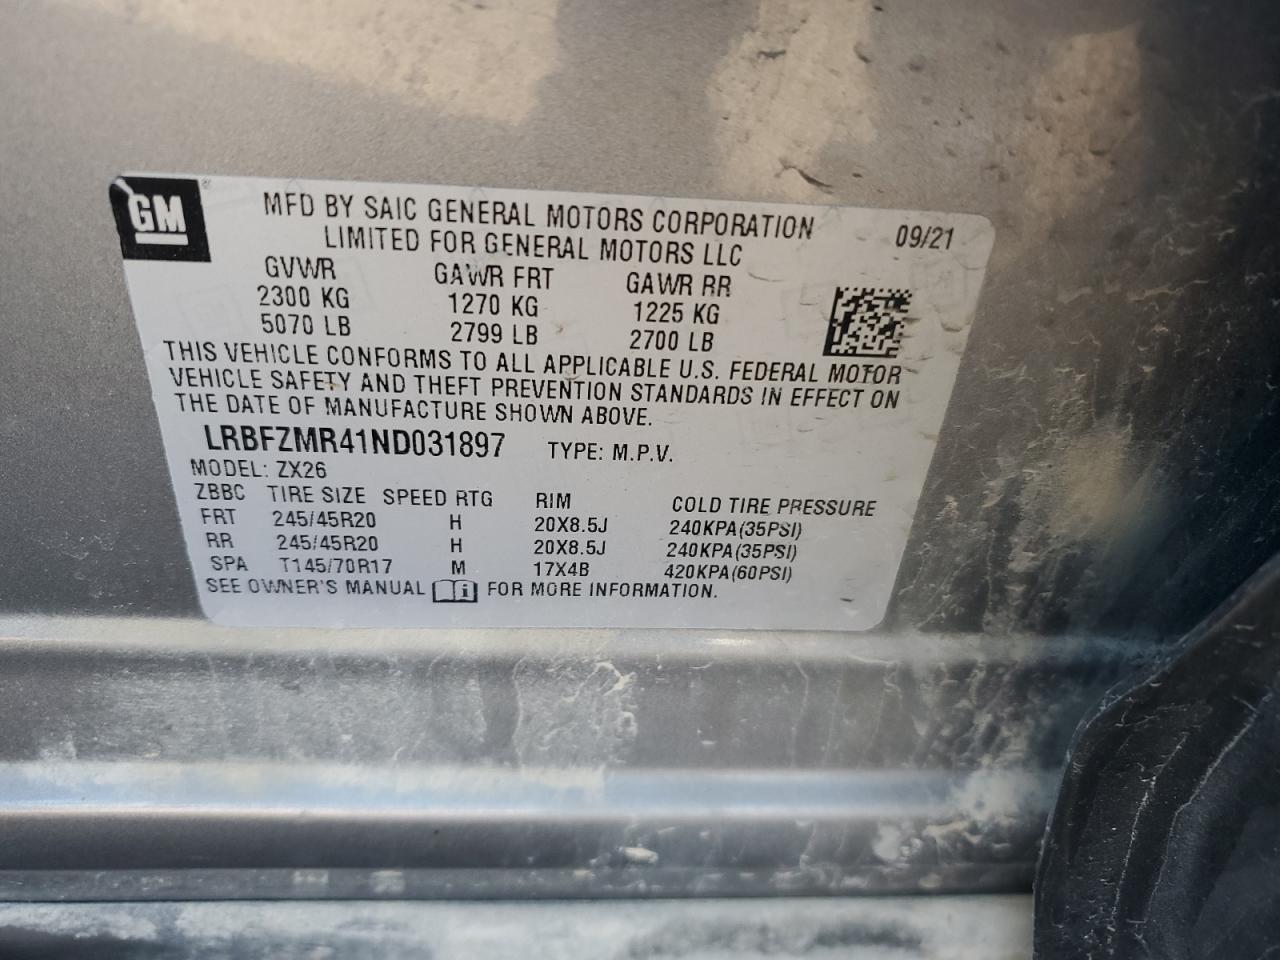 GM
MFD BY SAIC GENERAL MOTORS CORPORATION
LIMITED FOR GENERAL MOTORS LLC
09/21
GVWR GAWR FRT GAWR RR
2300 KG 1270 KG 1225 KG
5070 LB 2799 LB 2700 LB
THIS VEHICLE CONFORMS TO ALL APPLICABLE U.S. FEDERAL MOTOR
VEHICLE SAFETY AND THEFT PREVENTION STANDARDS IN EFFECT ON
THE DATE OF MANUFACTURE SHOWN ABOVE.
LRBFZMR41ND031897 TYPE: M.P.V.
MODEL: ZX26
ZBBC TIRE SIZE SPEED RTG RIM COLD TIRE PRESSURE
FRT 245/45R20 H 20X8.5J 240KPA(35PSI)
RR 245/45R20 H 20X8.5J 240KPA(35PSI)
SPA T145/70R17 M 17X4B 420KPA(60PSI)
SEE OWNER'S MANUAL i FOR MORE INFORMATION.